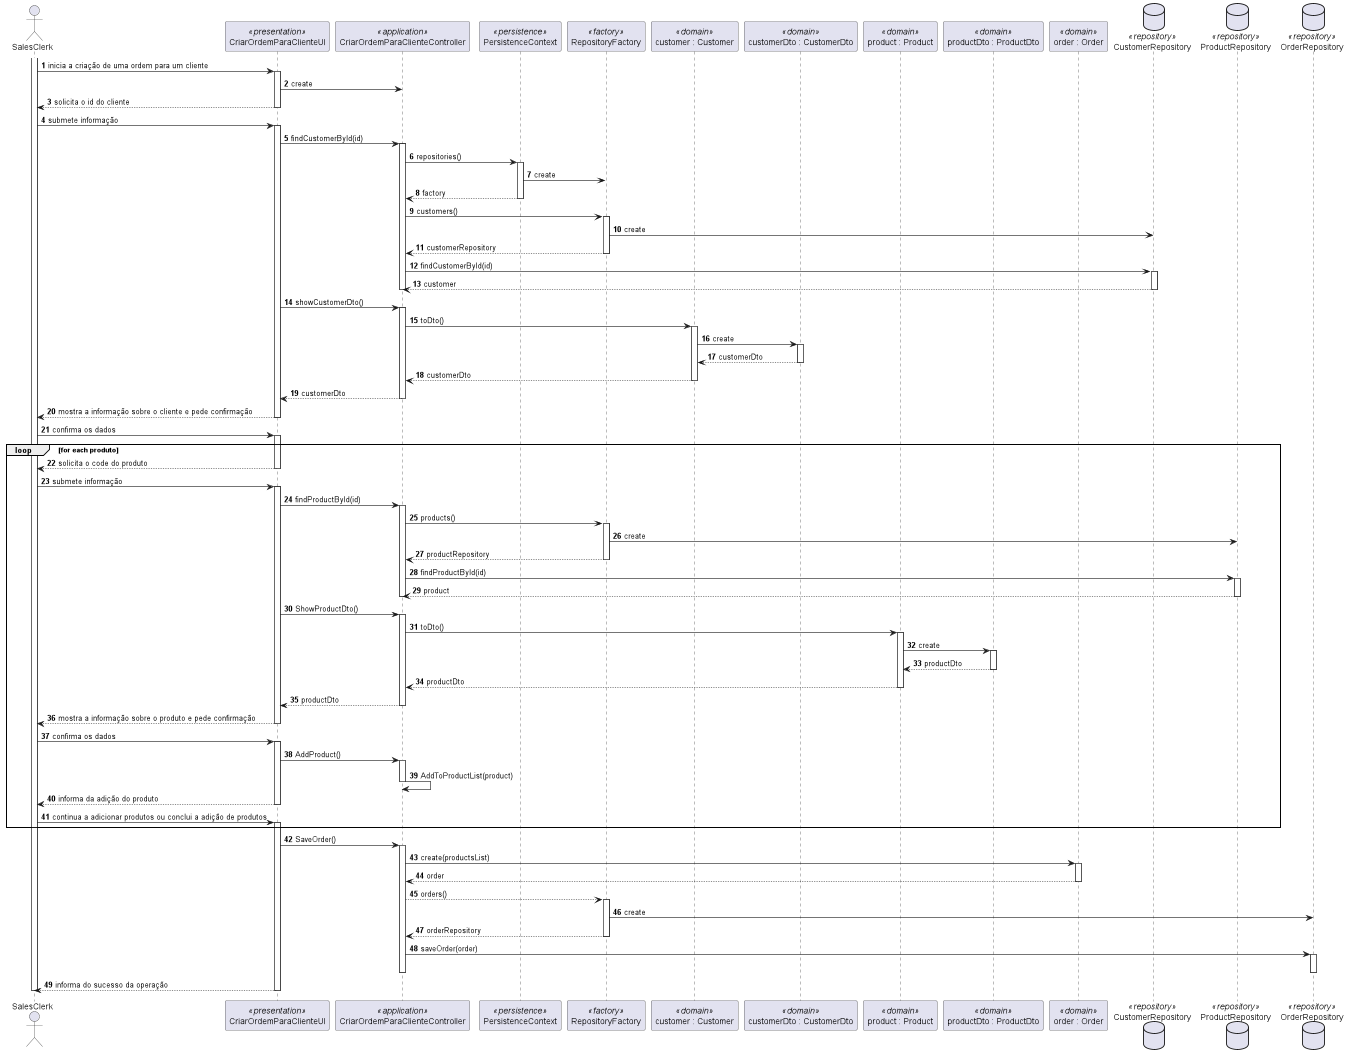 SalesClerk
«presentation»
CriarOrdemParaClienteUI
«application»
CriarOrdemParaClienteController
«persistence»
PersistenceContext
«factory»
RepositoryFactory
«domain»
customer : Customer
«domain»
customerDto : CustomerDto
«domain»
product : Product
«domain»
productDto : ProductDto
«domain»
order : Order
«repository»
CustomerRepository
«repository»
ProductRepository
«repository»
OrderRepository
1 inicia a criação de uma ordem para um cliente
2 create
3 solicita o id do cliente
4 submete informação
5 findCustomerById(id)
6 repositories()
7 create
8 factory
9 customers()
10 create
11 customerRepository
12 findCustomerById(id)
13 customer
14 showCustomerDto()
15 toDto()
16 create
17 customerDto
18 customerDto
19 customerDto
20 mostra a informação sobre o cliente e pede confirmação
21 confirma os dados
loop [for each produto]
22 solicita o code do produto
23 submete informação
24 findProductById(id)
25 products()
26 create
27 productRepository
28 findProductById(id)
29 product
30 ShowProductDto()
31 toDto()
32 create
33 productDto
34 productDto
35 productDto
36 mostra a informação sobre o produto e pede confirmação
37 confirma os dados
38 AddProduct()
39 AddToProductList(product)
40 informa da adição do produto
41 continua a adicionar produtos ou conclui a adição de produtos
42 SaveOrder()
43 create(productsList)
44 order
45 orders()
46 create
47 orderRepository
48 saveOrder(order)
49 informa do sucesso da operação
SalesClerk
«presentation»
CriarOrdemParaClienteUI
«application»
CriarOrdemParaClienteController
«persistence»
PersistenceContext
«factory»
RepositoryFactory
«domain»
customer : Customer
«domain»
customerDto : CustomerDto
«domain»
product : Product
«domain»
productDto : ProductDto
«domain»
order : Order
«repository»
CustomerRepository
«repository»
ProductRepository
«repository»
OrderRepository